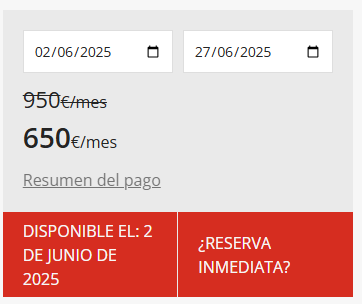 02/06/2025 27/06/2025
950€/mes
650€/mes
Resumen del pago
DISPONIBLE EL: 2
DE JUNIO DE
2025
¿RESERVA
INMEDIATA?